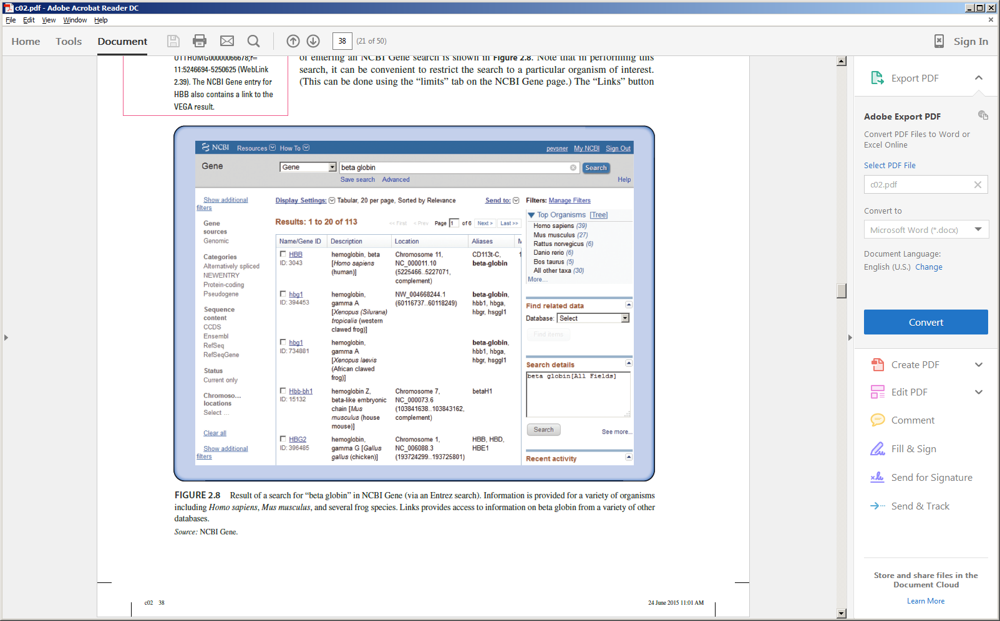 c02.pdf - Adobe Acrobat Reader DC
File Edit View Window Help
Home Tools Document 38 (21 of 50) Sign In
UTTHUMG00000066678;r=
11:5246694-5250625 (WebLink
2.39). The NCBI Gene entry for
HBB also contains a link to the
VEGA result.
of entering an NCBI Gene search is shown in Figure 2.8. Note that in performing this
search, it can be convenient to restrict the search to a particular organism of interest.
(This can be done using the “limits” tab on the NCBI Gene page.) The “Links” button
NCBI Resources How To pevsner My NCBI Sign Out
Gene Gene beta globin Search
Save search Advanced Help
Show additional
filters
Gene
sources
Genomic
Categories
Alternatively spliced
NEWENTRY
Protein-coding
Pseudogene
Sequence
content
CCDS
Ensembl
RefSeq
RefSeqGene
Status
Current only
Chromoso...
locations
Select ...
Clear all
Show additional
filters
Display Settings: Tabular, 20 per page, Sorted by Relevance Send to:
Results: 1 to 20 of 113 << First < Prev Page 1 of 6 Next > Last >>
Name/Gene ID Description Location Aliases M
HBB
ID: 3043
hemoglobin, beta
[Homo sapiens
(human)]
Chromosome 11,
NC_000011.10
(5225466..5227071,
complement)
CD113t-C,
beta-globin
1
hbg1
ID: 394453
hemoglobin,
gamma A
[Xenopus (Silurana)
tropicalis (western
clawed frog)]
NW_004668244.1
(60116737..60118249)
beta-globin,
hbb1, hbga,
hbgr, hsggl1
hbg1
ID: 734881
hemoglobin,
gamma A
[Xenopus laevis
(African clawed
frog)]
beta-globin,
hbb1, hbga,
hbgr, hsggl1
Hbb-bh1
ID: 15132
hemoglobin Z,
beta-like embryonic
chain [Mus
musculus (house
mouse)]
Chromosome 7,
NC_000073.6
(103841638..103843162,
complement)
betaH1
HBG2
ID: 396485
hemoglobin,
gamma G [Gallus
gallus (chicken)]
Chromosome 1,
NC_006088.3
(193724299..193725801)
HBB, HBD,
HBE1
Filters: Manage Filters
Top Organisms [Tree]
Homo sapiens (39)
Mus musculus (27)
Rattus norvegicus (6)
Danio rerio (6)
Bos taurus (5)
All other taxa (30)
More...
Find related data
Database: Select
Find items
Search details
beta globin[All Fields]
Search See more...
Recent activity
FIGURE 2.8 Result of a search for “beta globin” in NCBI Gene (via an Entrez search). Information is provided for a variety of organisms
including Homo sapiens, Mus musculus, and several frog species. Links provides access to information on beta globin from a variety of other
databases.
Source: NCBI Gene.
c02 38 24 June 2015 11:01 AM
Export PDF
Adobe Export PDF
Convert PDF Files to Word or
Excel Online
Select PDF File
c02.pdf
Convert to
Microsoft Word (*.docx)
Document Language:
English (U.S.) Change
Convert
Create PDF
Edit PDF
Comment
Fill & Sign
Send for Signature
Send & Track
Store and share files in the
Document Cloud
Learn More